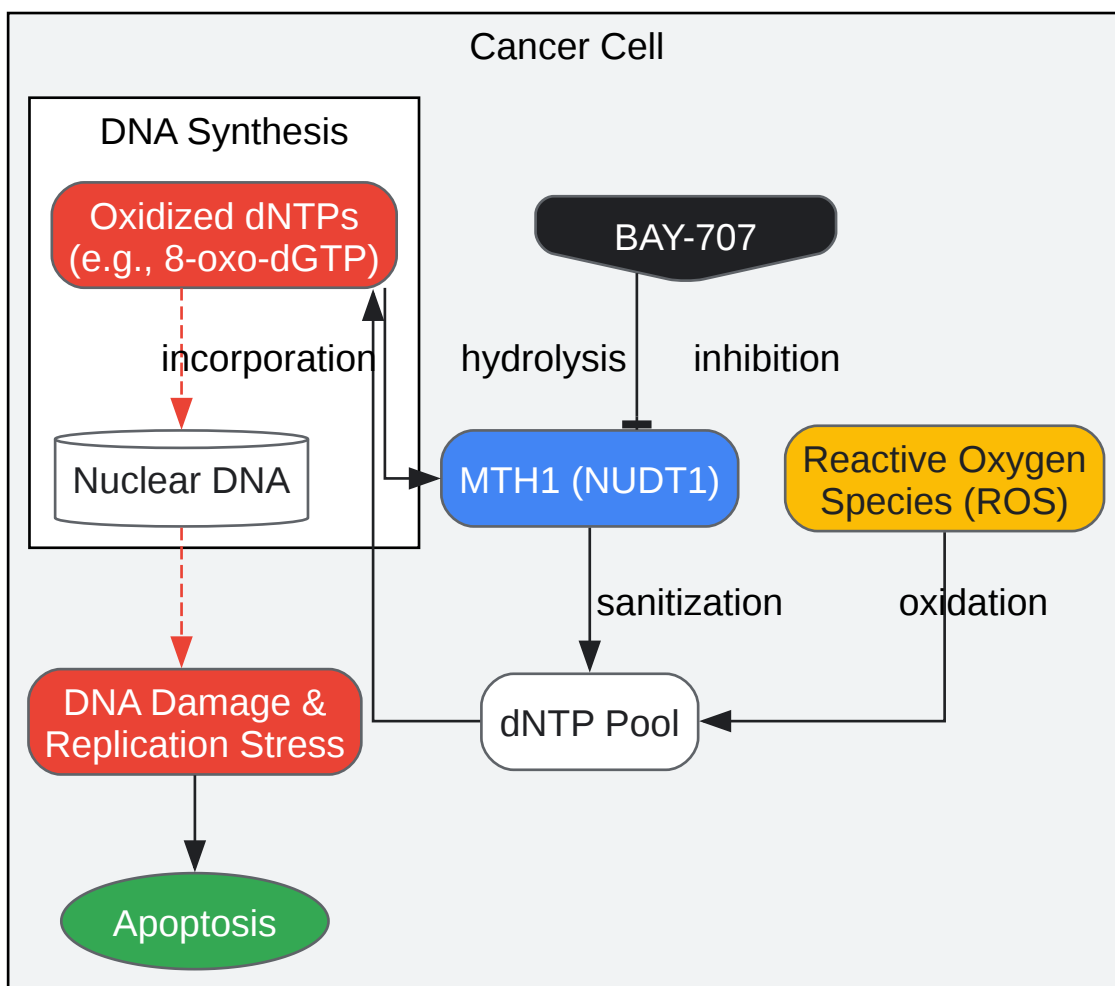 Cancer Cell
DNA Synthesis
Oxidized dNTPs
(e.g., 8-oxo-dGTP)
BAY-707
incorporation
hydrolysis
inhibition
Nuclear DNA
MTH1 (NUDT1)
Reactive Oxygen
Species (ROS)
sanitization
oxidation
DNA Damage &
Replication Stress
dNTP Pool
Apoptosis